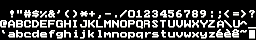 !"#$%&'()*+,-./0123456789:;<=>?
@ABCDEFGHIJKLMNOPQRSTUVWXYZ
`abcdefghijklmnopqrstuvwxyz